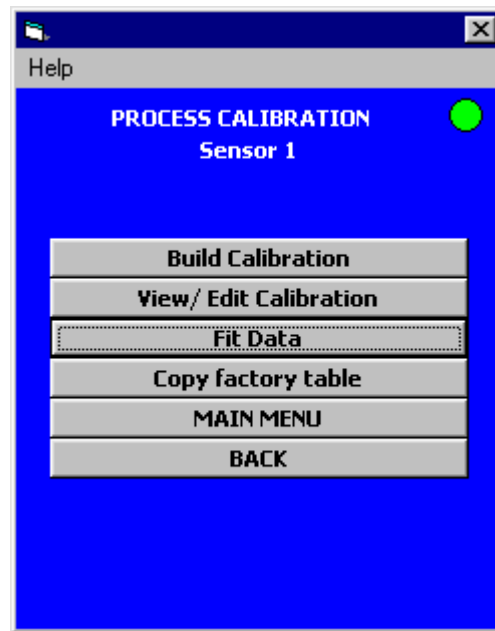 Help
PROCESS CALIBRATION
Sensor 1
Build Calibration
View/ Edit Calibration
Fit Data
Copy factory table
MAIN MENU
BACK